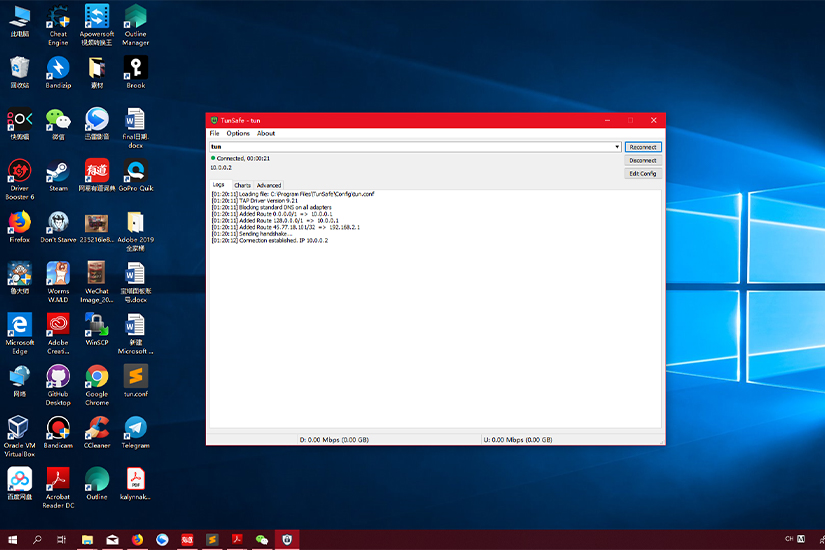 此电脑
Cheat
Engine
Apowersoft
视频转换王
Outline
Manager
回收站
Bandizip
素材
Brook
快剪辑
微信
迅雷影音
final日期.
docx
Driver
Booster 6
Steam
网易有道词典
GoPro Quik
Firefox
Don't Starve
235216le8...
Adobe 2019
全家桶
鲁大师
Worms
W.M.D
WeChat
Image_20...
宝塔面板账
号.docx
Microsoft
Edge
Adobe
Creati...
WinSCP
新建
Microsoft ...
网络
GitHub
Desktop
Google
Chrome
tun.conf
Oracle VM
VirtualBox
Bandicam
CCleaner
Telegram
百度网盘
Acrobat
Reader DC
Outline
kalynnak...
PDF
有道
TunSafe - tun
File Options About
tun
Reconnect
Connected, 00:00:21
Disconnect
10.0.0.2
Edit Config
Logs Charts Advanced
[01:20:11] Loading file: C:\Program Files\TunSafe\Config\tun.conf
[01:20:11] TAP Driver Version 9.21
[01:20:11] Blocking standard DNS on all adapters
[01:20:11] Added Route 0.0.0.0/1 => 10.0.0.1
[01:20:11] Added Route 128.0.0.0/1 => 10.0.0.1
[01:20:11] Added Route 45.77.18.101/32 => 192.168.2.1
[01:20:11] Sending handshake...
[01:20:12] Connection established. IP 10.0.0.2
D: 0.00 Mbps (0.00 GB)
U: 0.00 Mbps (0.00 GB)
CH M